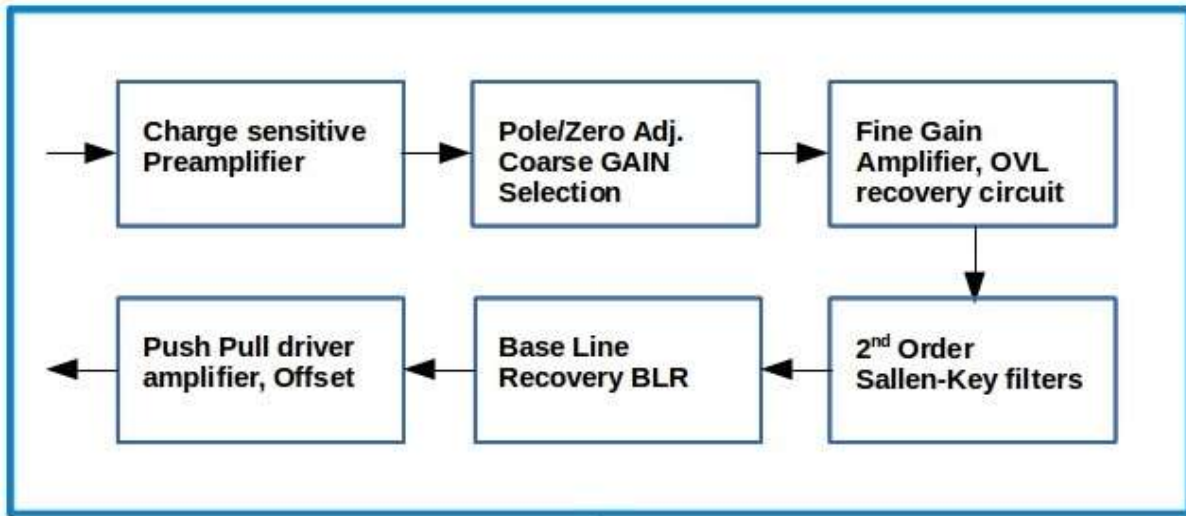 Charge sensitive
Preamplifier
Pole/Zero Adj.
Coarse GAIN
Selection
Fine Gain
Amplifier, OVL
recovery circuit
Push Pull driver
amplifier, Offset
Base Line
Recovery BLR
2nd Order
Sallen-Key filters